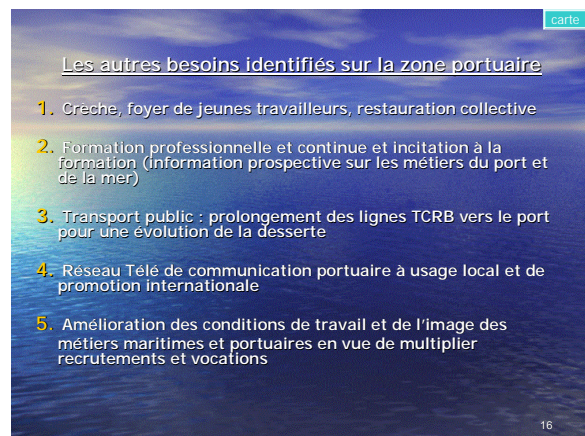 carte
Les autres besoins identifiés sur la zone portuaire
1. Crèche, foyer de jeunes travailleurs, restauration collective
2. Formation professionnelle et continue et incitation à la
formation (information prospective sur les métiers du port et
de la mer)
3. Transport public : prolongement des lignes TCRB vers le port
pour une évolution de la desserte
4. Réseau Télé de communication portuaire à usage local et de
promotion internationale
5. Amélioration des conditions de travail et de l'image des
métiers maritimes et portuaires en vue de multiplier
recrutements et vocations
16